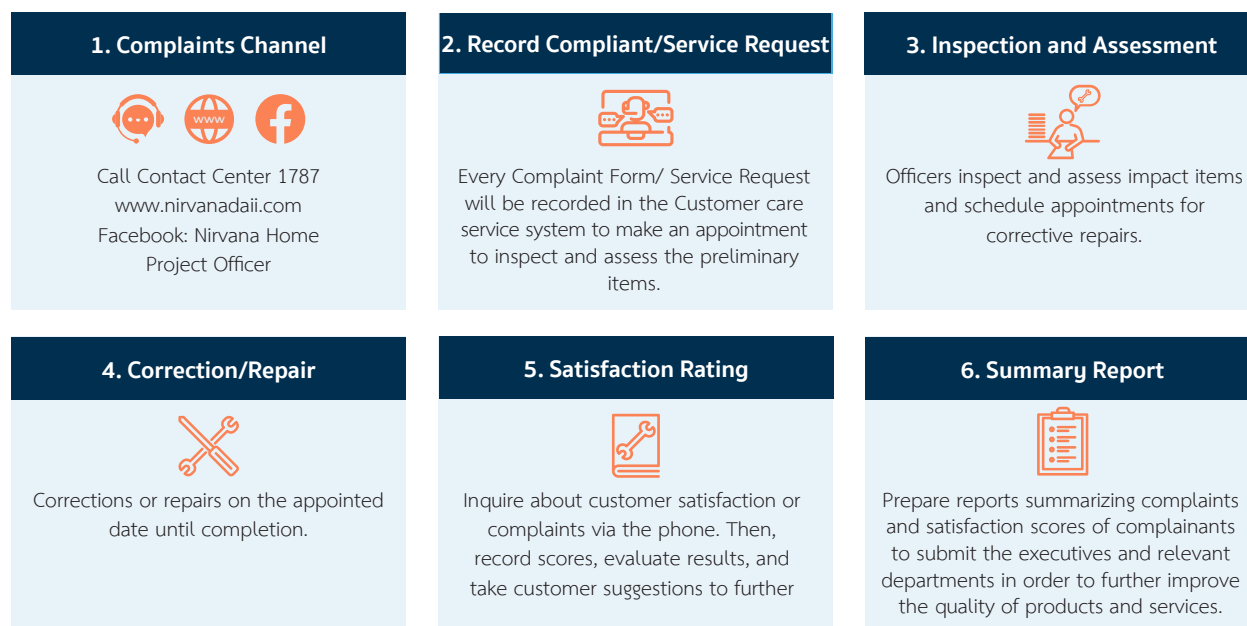 1. Complaints Channel
www
Call Contact Center 1787
www.nirvanadaii.com
Facebook: Nirvana Home
Project Officer
2. Record Compliant/Service Request
Every Complaint Form/ Service Request
will be recorded in the Customer care
service system to make an appointment
to inspect and assess the preliminary
items.
3. Inspection and Assessment
Officers inspect and assess impact items
and schedule appointments for
corrective repairs.
4. Correction/Repair
Corrections or repairs on the appointed
date until completion.
5. Satisfaction Rating
Inquire about customer satisfaction or
complaints via the phone. Then,
record scores, evaluate results, and
take customer suggestions to further
6. Summary Report
Prepare reports summarizing complaints
and satisfaction scores of complainants
to submit the executives and relevant
departments in order to further improve
the quality of products and services.